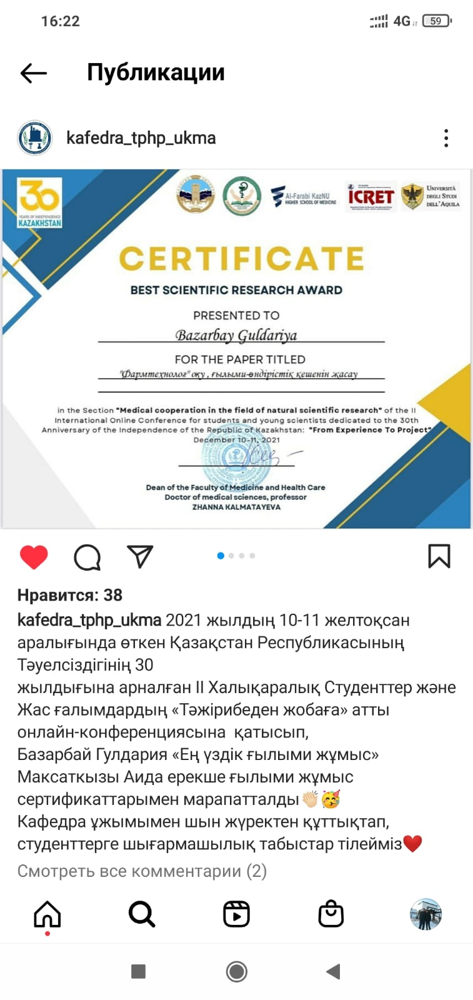 16:22
4G 59
Публикации
kafedra_tphp_ukma
30
YEARS OF INDEPENDENCE
KAZAKHSTAN
Al-Farabi KazNU
HIGHER SCHOOL OF MEDICINE
ICRET
UNIVERSITÀ
DEGLI STUDI
DELL'AQUILA
CERTIFICATE
BEST SCIENTIFIC RESEARCH AWARD
PRESENTED TO
Bazarbay Guldariya
FOR THE PAPER TITLED
"Фармтехнолог" оқу, ғылыми-өндірістік кешенін жасау
in the Section "Medical cooperation in the field of natural scientific research" of the II
International Online Conference for students and young scientists dedicated to the 30th
Anniversary of the Independence of the Republic of Kazakhstan: "From Experience To Project"
December 10-11, 2021
Dean of the Faculty of Medicine and Health Care
Doctor of medical sciences, professor
ZHANNA KALMATAYEVA
Нравится: 38
kafedra_tphp_ukma 2021 жылдың 10-11 желтоқсан
аралығында өткен Қазақстан Республикасының
Тәуелсіздігінің 30
жылдығына арналған II Халықаралық Студенттер және
Жас ғалымдардың «Тәжірибеден жобаға» атты
онлайн-конференциясына қатысып,
Базарбай Гулдария «Ең үздік ғылыми жұмыс»
Максаткызы Аида ерекше ғылыми жұмыс
сертификаттарымен марапатталды👏🏻🥳
Кафедра ұжымымен шын жүректен құттықтап,
студенттерге шығармашылық табыстар тілейміз❤️
Смотреть все комментарии (2)